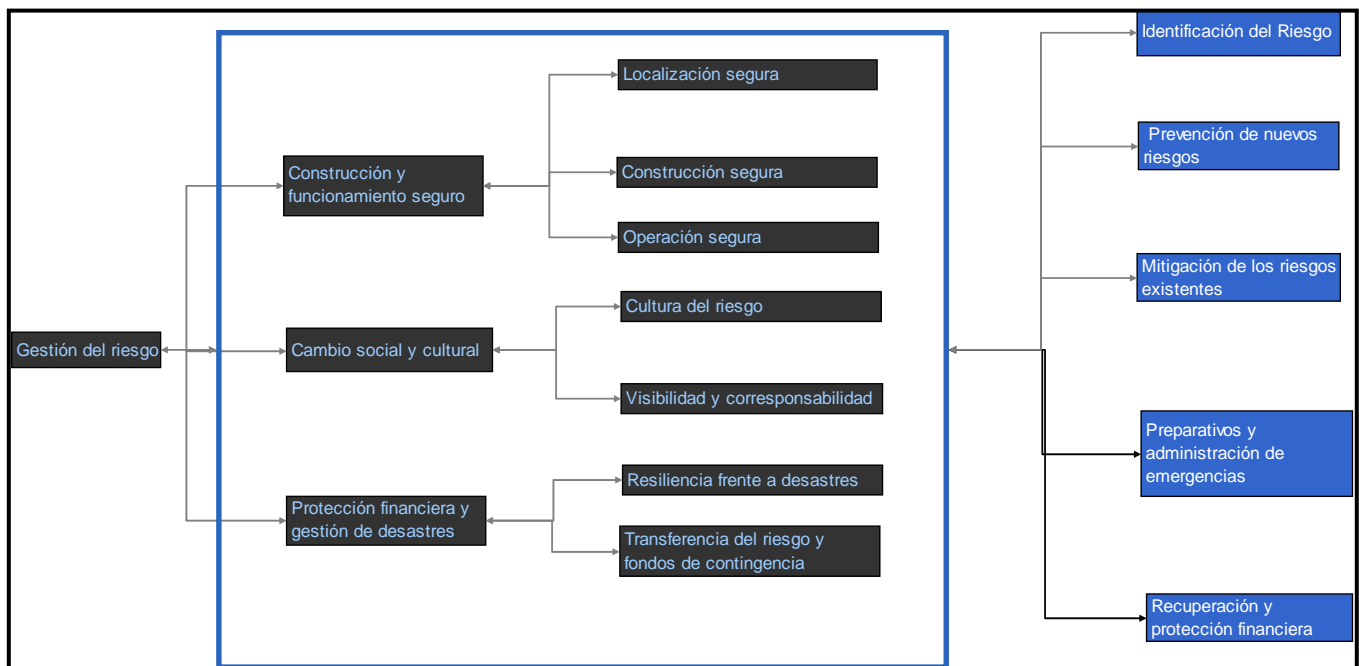 Gestión del riesgo
Construcción y
funcionamiento seguro
Localización segura
Construcción segura
Operación segura
Cambio social y cultural
Cultura del riesgo
Visibilidad y corresponsabilidad
Protección financiera y
gestión de desastres
Resiliencia frente a desastres
Transferencia del riesgo y
fondos de contingencia
Identificación del Riesgo
Prevención de nuevos
riesgos
Mitigación de los riesgos
existentes
Preparativos y
administración de
emergencias
Recuperación y
protección financiera